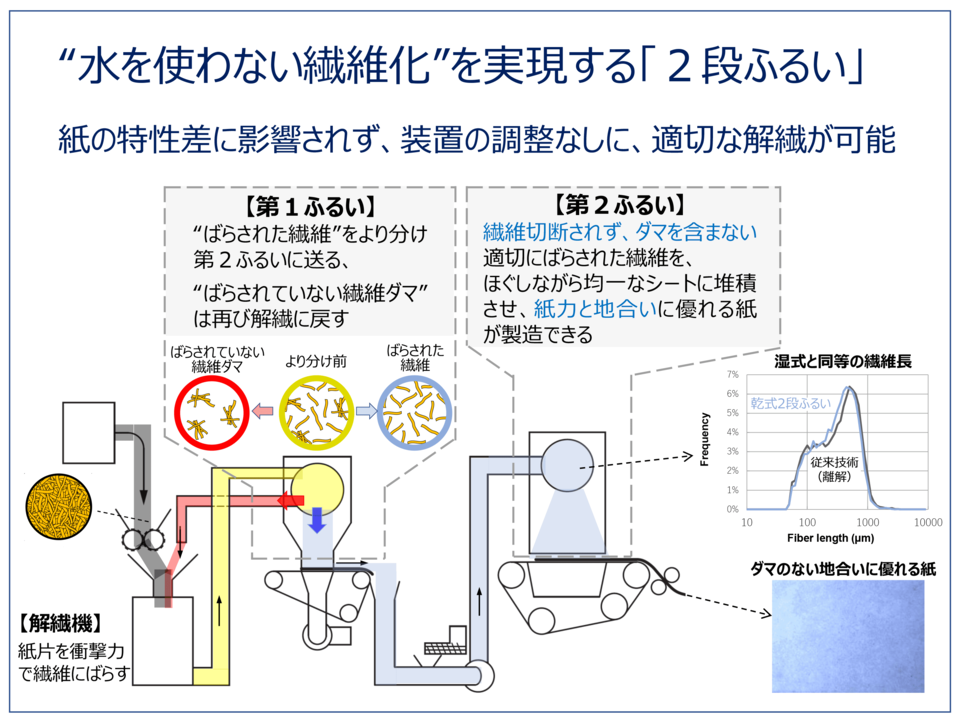 “水を使わない繊維化”を実現する「２段ふるい」
紙の特性差に影響されず、装置の調整なしに、適切な解繊が可能
【第１ふるい】
“ばらされた繊維”をより分け
第２ふるいに送る、
“ばらされていない繊維ダマ”
は再び解繊に戻す
【第２ふるい】
繊維切断されず、ダマを含まない
適切にばらされた繊維を、
ほぐしながら均一なシートに堆積
させ、紙力と地合いに優れる紙
が製造できる
ばらされていない
繊維ダマ
より分け前
ばらされた
繊維
湿式と同等の繊維長
7%
6%
5%
4%
3%
2%
1%
0%
Frequency
乾式2段ふるい
従来技術
（離解）
10
100
1000
10000
Fiber length (μm)
ダマのない地合いに優れる紙
【解繊機】
紙片を衝撃力
で繊維にばらす